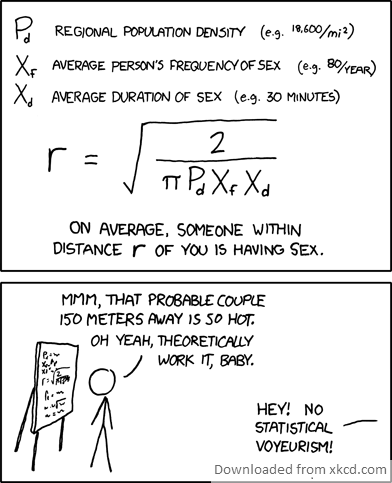 Pd REGIONAL POPULATION DENSITY (e.g. 18,600/mi²)
Xf AVERAGE PERSON'S FREQUENCY OF SEX (e.g. 80/YEAR)
Xd AVERAGE DURATION OF SEX (e.g. 30 MINUTES)
r = √(2/(π Pd Xf Xd))
ON AVERAGE, SOMEONE WITHIN
DISTANCE r OF YOU IS HAVING SEX.
MMM, THAT PROBABLE COUPLE
150 METERS AWAY IS SO HOT.
OH YEAH, THEORETICALLY
WORK IT, BABY.
HEY! NO
STATISTICAL
VOYEURISM!
Downloaded from xkcd.com